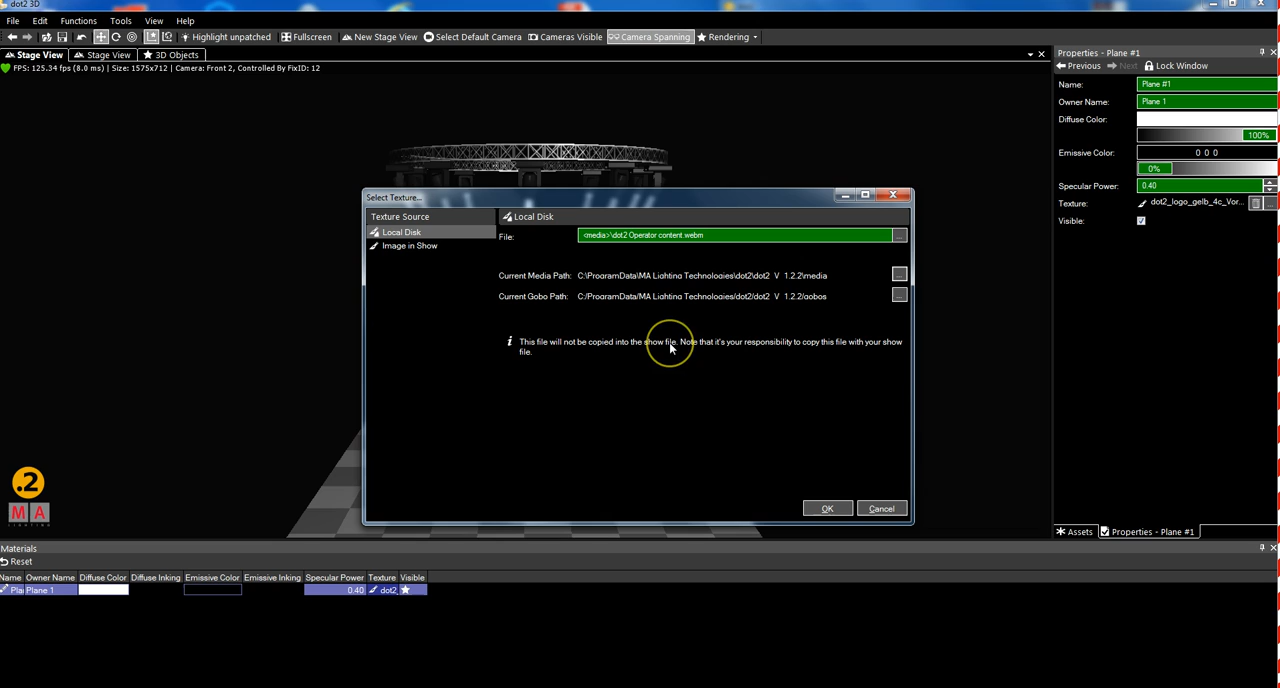 dot2 3D
File Edit Functions Tools View Help
Highlight unpatched Fullscreen New Stage View Select Default Camera Cameras Visible Camera Spanning Rendering
Stage View Stage View 3D Objects
FPS: 125.34 fps (8.0 ms) | Size: 1575x712 | Camera: Front 2, Controlled By FixID: 12
Properties - Plane #1
Previous Next Lock Window
Name: Plane #1
Owner Name: Plane 1
Diffuse Color:
100%
Emissive Color: 0 0 0
0%
Specular Power: 0.40
Texture: dot2_logo_gelb_4c_Vor... ...
Visible:
Select Texture...
Texture Source
Local Disk
Image in Show
Local Disk
File: <media>\dot2 Operator content.webm ...
Current Media Path: C:\ProgramData\MA Lighting Technologies\dot2\dot2_V_1.2.2\media ...
Current Gobo Path: C:/ProgramData/MA Lighting Technologies/dot2/dot2_V_1.2.2/gobos ...
i This file will not be copied into the show file. Note that it's your responsibility to copy this file with your show
file.
OK Cancel
.2
MA
LIGHTING
Assets Properties - Plane #1
Materials
Reset
Name Owner Name Diffuse Color Diffuse Inking Emissive Color Emissive Inking Specular Power Texture Visible
Pla Plane 1 0.40 dot2_